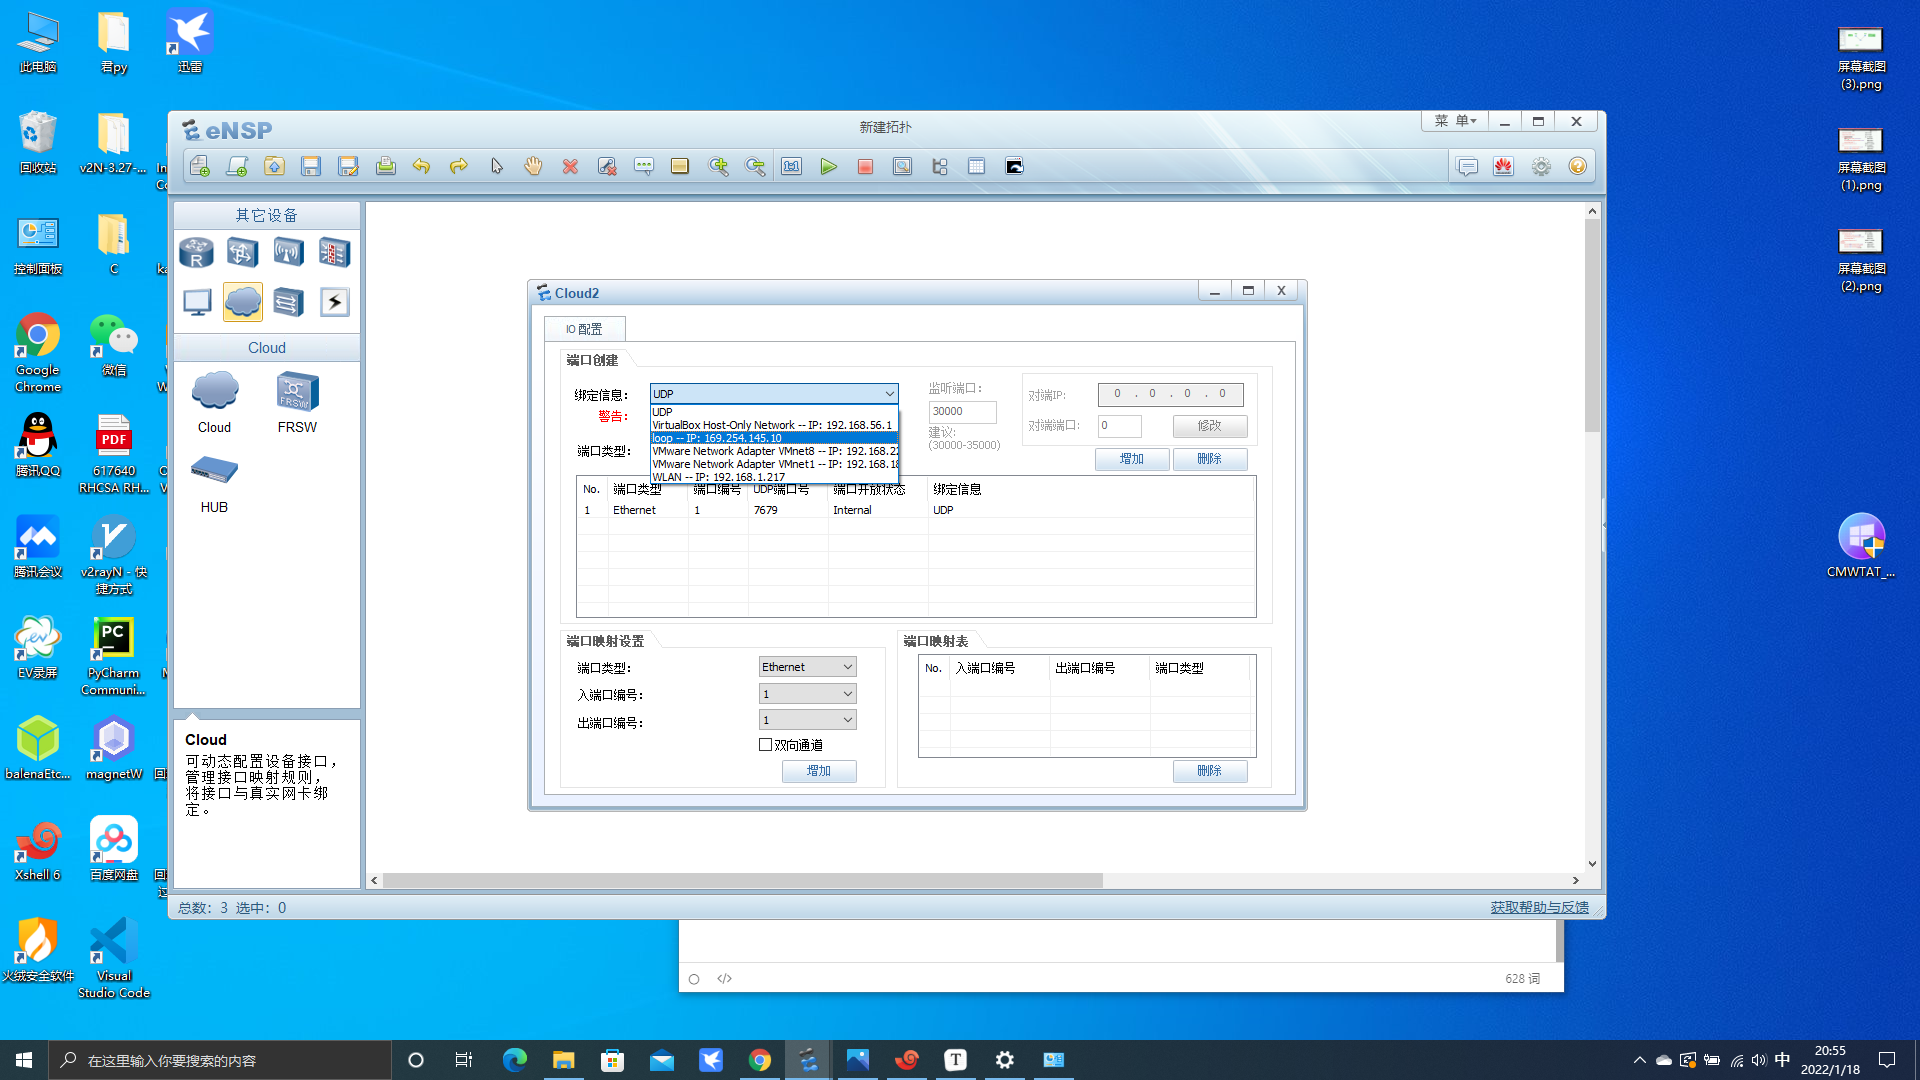 此电脑
君py
迅雷
回收站
v2N-3.27-...
控制面板
C
Google Chrome
微信
腾讯QQ
617640 RHCSA RH...
腾讯会议
v2rayN - 快捷方式
EV录屏
PyCharm Communi...
balenaEtc...
magnetW
Xshell 6
百度网盘
火绒安全软件
Visual Studio Code
屏幕截图 (3).png
屏幕截图 (1).png
屏幕截图 (2).png
CMWTAT_...
eNSP
新建拓扑
菜 单
其它设备
Cloud
Cloud
FRSW
HUB
Cloud
可动态配置设备接口，
管理接口映射规则，
将接口与真实网卡绑
定。
总数: 3 选中: 0
获取帮助与反馈
Cloud2
IO 配置
端口创建
绑定信息:
UDP
警告:
端口类型:
UDP
VirtualBox Host-Only Network -- IP: 192.168.56.1
loop -- IP: 169.254.145.10
VMware Network Adapter VMnet8 -- IP: 192.168.22
VMware Network Adapter VMnet1 -- IP: 192.168.18
WLAN -- IP: 192.168.1.217
监听端口:
30000
建议:
(30000-35000)
对端IP:
0 . 0 . 0 . 0
对端端口:
0
修改
增加
删除
No. 端口类型 端口编号 UDP端口号 端口开放状态 绑定信息
1 Ethernet 1 7679 Internal UDP
端口映射设置
端口类型:
Ethernet
入端口编号:
1
出端口编号:
1
双向通道
增加
端口映射表
No. 入端口编号 出端口编号 端口类型
删除
628 词
在这里输入你要搜索的内容
中
20:55
2022/1/18